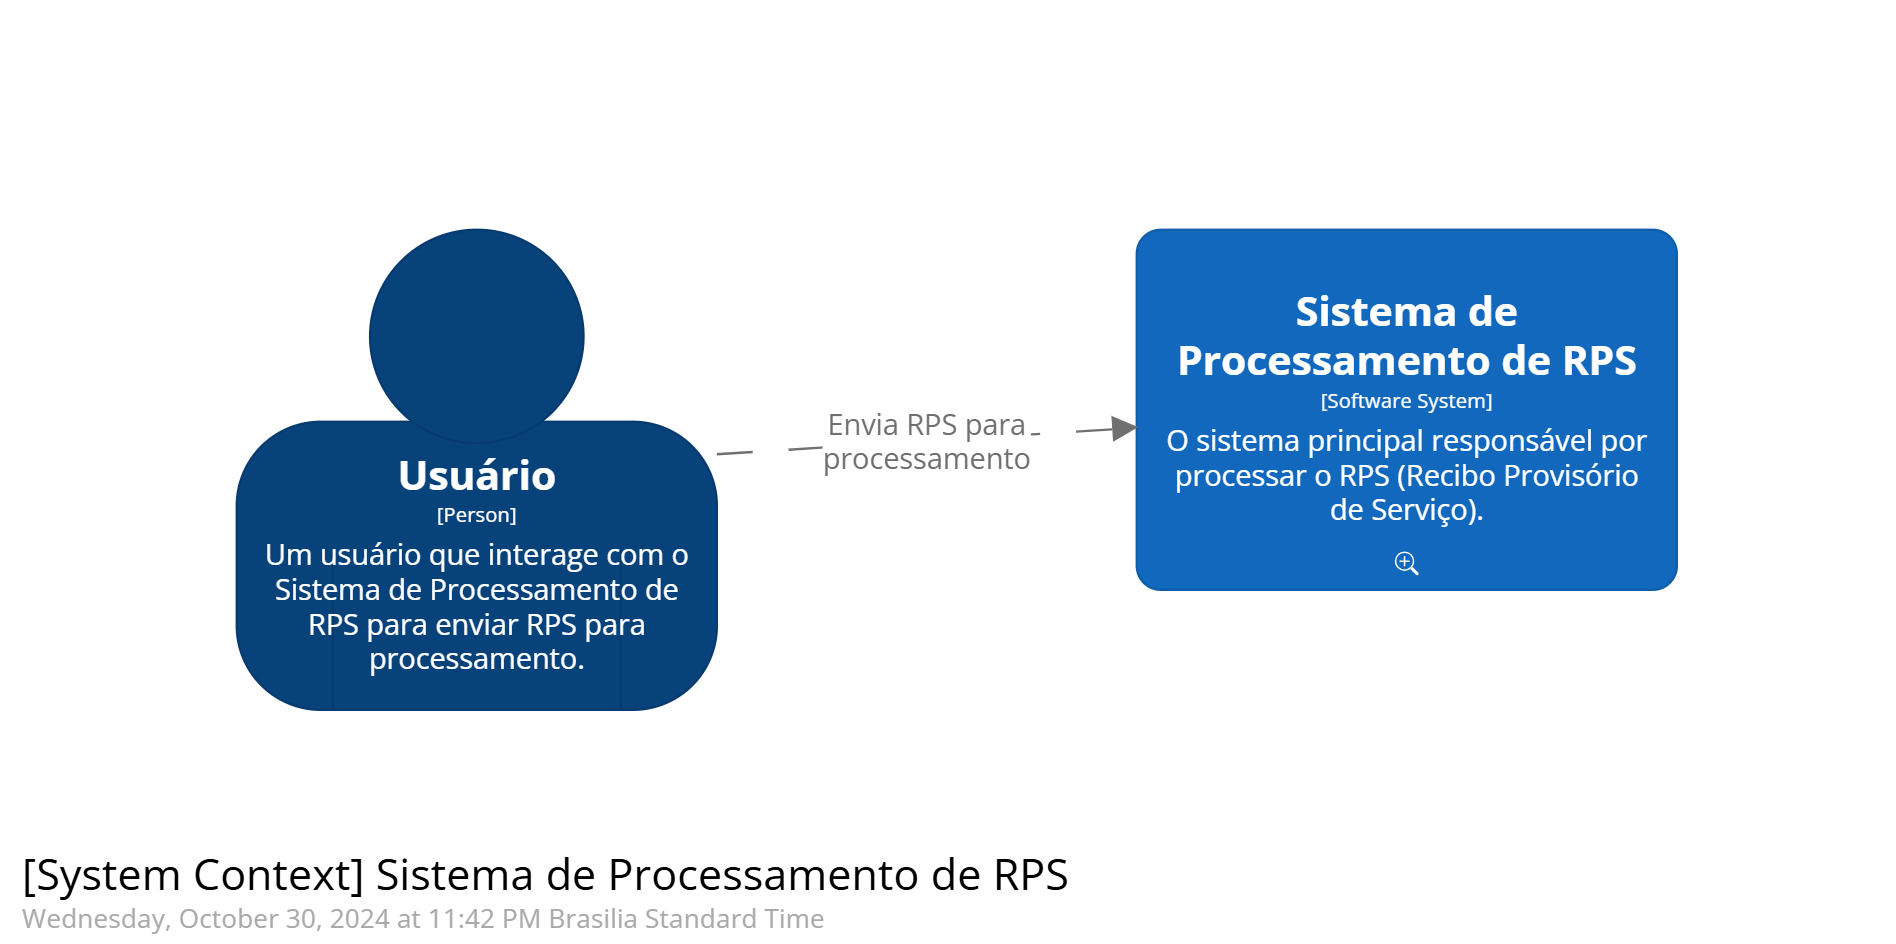 Usuário
[Person]
Um usuário que interage com o
Sistema de Processamento de
RPS para enviar RPS para
processamento.
Envia RPS para
processamento
Sistema de
Processamento de RPS
[Software System]
O sistema principal responsável por
processar o RPS (Recibo Provisório
de Serviço).
[System Context] Sistema de Processamento de RPS
Wednesday, October 30, 2024 at 11:42 PM Brasilia Standard Time